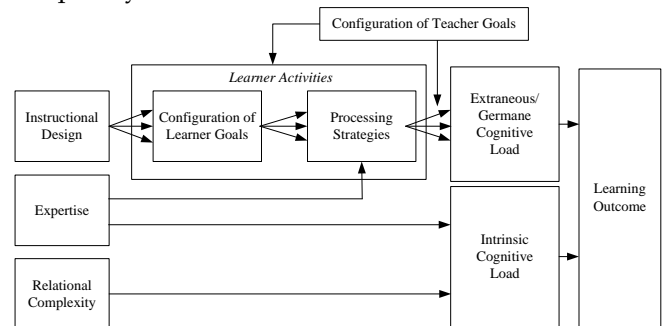 Configuration of Teacher Goals
Learner Activities
Instructional
Design
Configuration of
Learner Goals
Processing
Strategies
Extraneous/
Germane
Cognitive
Load
Expertise
Learning
Outcome
Intrinsic
Cognitive
Load
Relational
Complexity